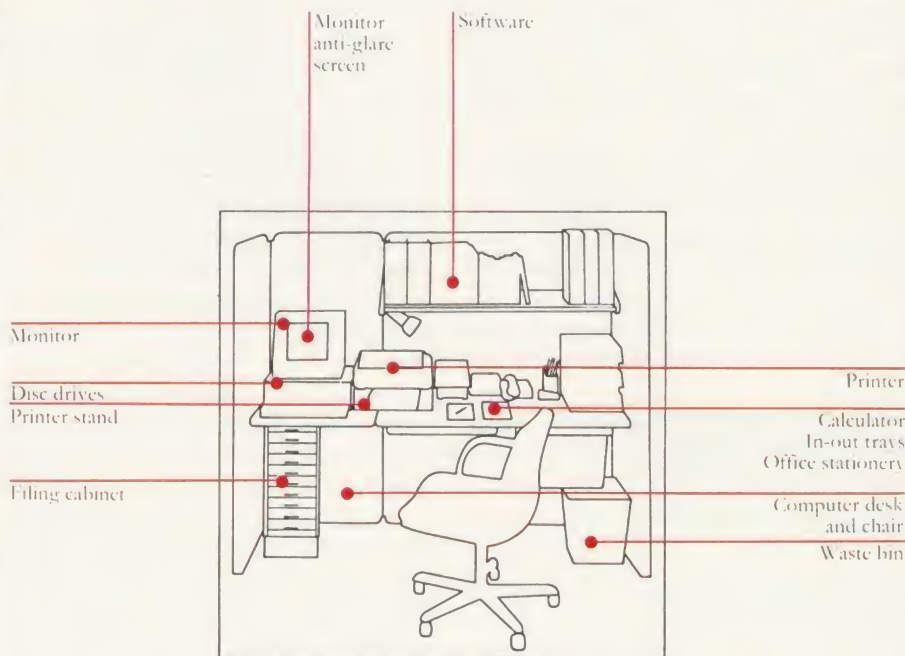 Monitor
anti-glare
screen
Software
Monitor
Disc drives
Printer stand
Filing cabinet
Printer
Calculator
In-out trays
Office stationery
Computer desk
and chair
Waste bin